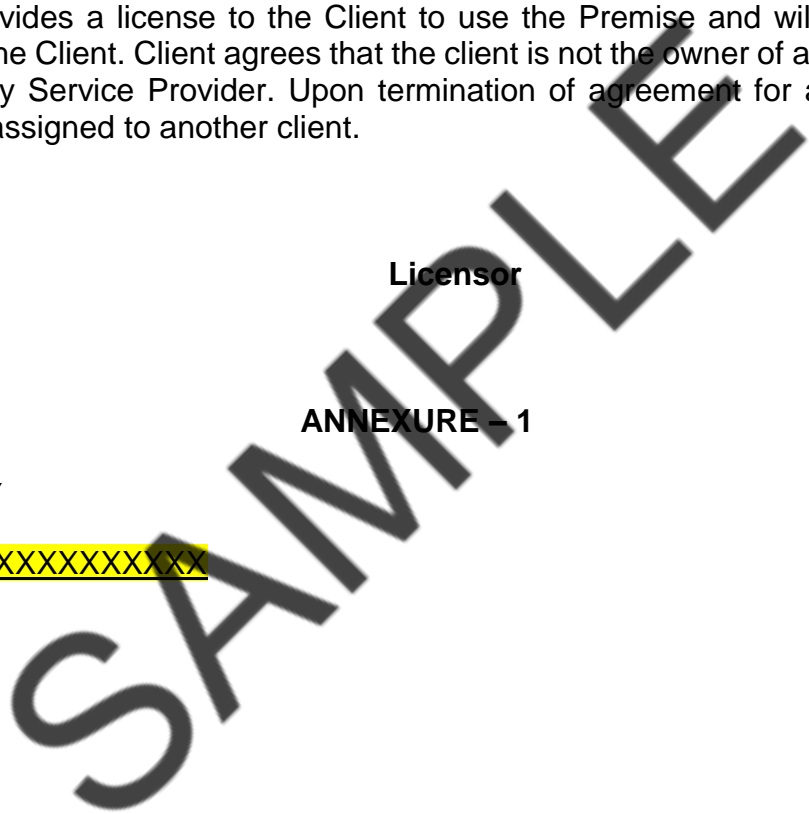 vides a license to the Client to use the Premise and wil
ne Client. Client agrees that the client is not the owner of a
y Service Provider. Upon termination of agreement for a
assigned to another client.
Licensor
ANNEXURE – 1
XXXXXXXXXX
SAMPLE